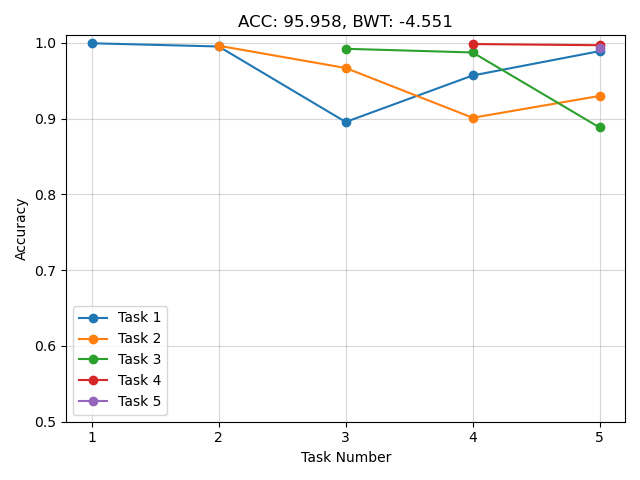 ACC: 95.958, BWT: -4.551
1.0
0.9
0.8
0.7
0.6
0.5
Accuracy
Task 1
Task 2
Task 3
Task 4
Task 5
1 2 3 4 5
Task Number